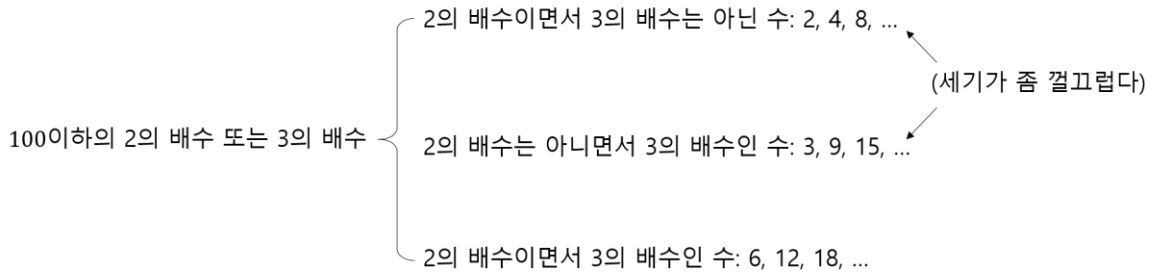 2의 배수이면서 3의 배수는 아닌 수: 2, 4, 8, ...
(세기가 좀 껄끄럽다)
100이하의 2의 배수 또는 3의 배수
2의 배수는 아니면서 3의 배수인 수: 3, 9, 15, ...
2의 배수이면서 3의 배수인 수: 6, 12, 18, ...